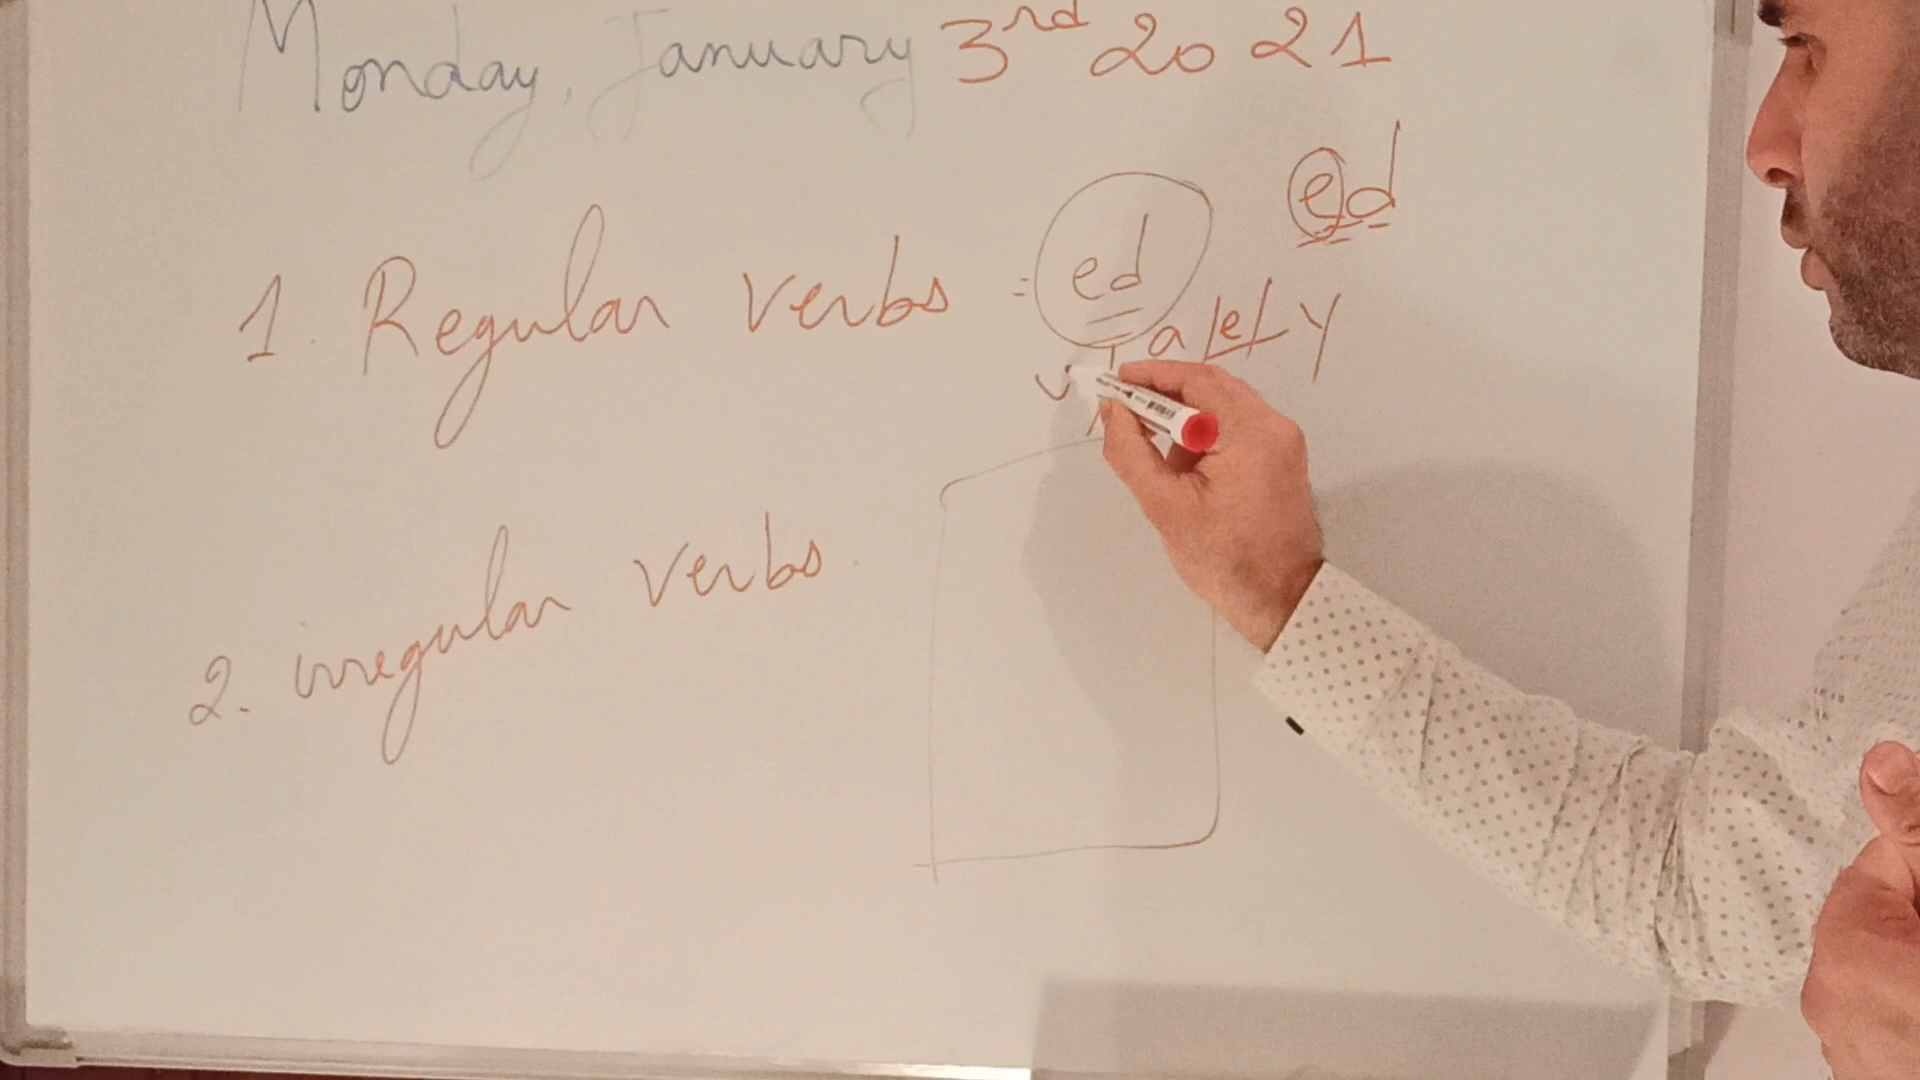 Monday, January 3rd 2021
ed
1. Regular verbs = ed
a/e/y
2. irregular verbs